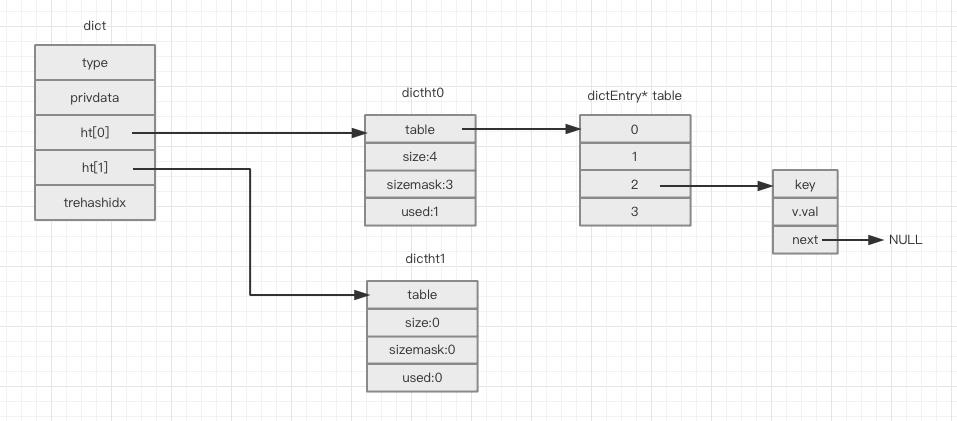 dict
type
privdata
ht[0]
ht[1]
trehashidx
dictht0
table
size:4
sizemask:3
used:1
dictEntry* table
0
1
2
3
key
v.val
next
NULL
dictht1
table
size:0
sizemask:0
used:0